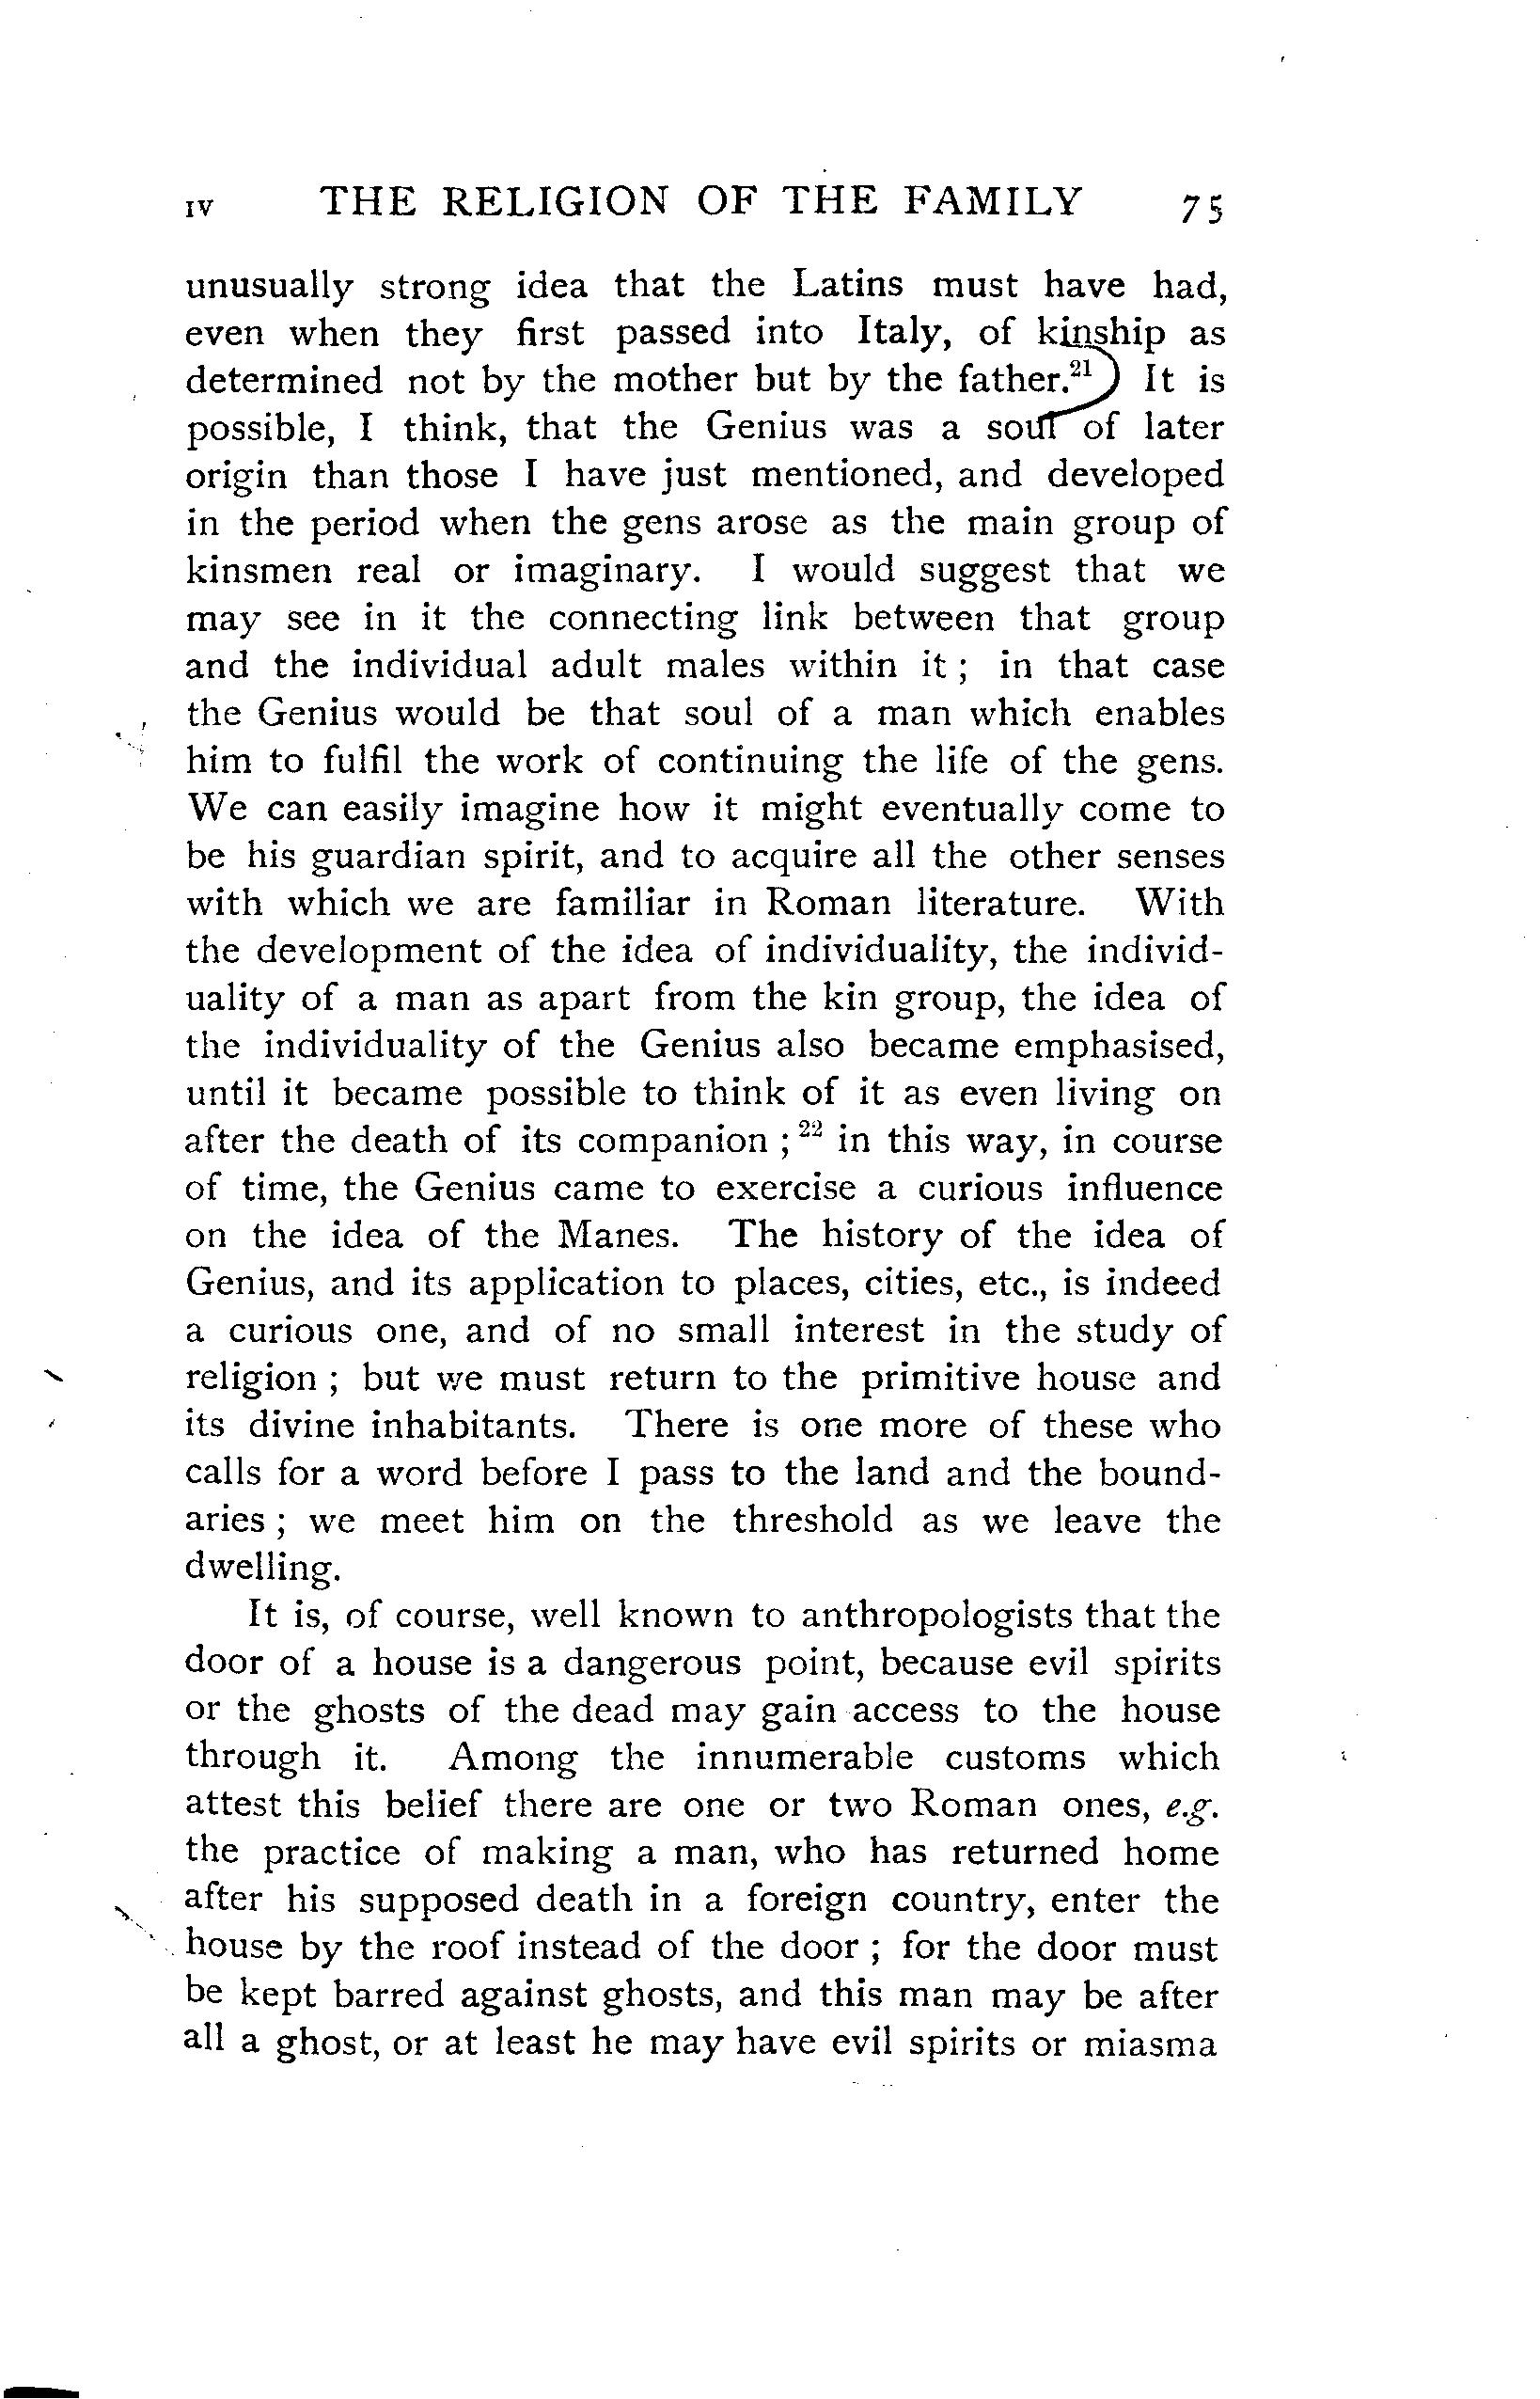 IV THE RELIGION OF THE FAMILY 75
unusually strong idea that the Latins must have had,
even when they first passed into Italy, of kinship as
determined not by the mother but by the father.²¹ It is
possible, I think, that the Genius was a soul of later
origin than those I have just mentioned, and developed
in the period when the gens arose as the main group of
kinsmen real or imaginary. I would suggest that we
may see in it the connecting link between that group
and the individual adult males within it ; in that case
the Genius would be that soul of a man which enables
him to fulfil the work of continuing the life of the gens.
We can easily imagine how it might eventually come to
be his guardian spirit, and to acquire all the other senses
with which we are familiar in Roman literature. With
the development of the idea of individuality, the individ-
uality of a man as apart from the kin group, the idea of
the individuality of the Genius also became emphasised,
until it became possible to think of it as even living on
after the death of its companion ;²² in this way, in course
of time, the Genius came to exercise a curious influence
on the idea of the Manes. The history of the idea of
Genius, and its application to places, cities, etc., is indeed
a curious one, and of no small interest in the study of
religion ; but we must return to the primitive house and
its divine inhabitants. There is one more of these who
calls for a word before I pass to the land and the bound-
aries ; we meet him on the threshold as we leave the
dwelling.
It is, of course, well known to anthropologists that the
door of a house is a dangerous point, because evil spirits
or the ghosts of the dead may gain access to the house
through it. Among the innumerable customs which
attest this belief there are one or two Roman ones, e.g.
the practice of making a man, who has returned home
after his supposed death in a foreign country, enter the
house by the roof instead of the door ; for the door must
be kept barred against ghosts, and this man may be after
all a ghost, or at least he may have evil spirits or miasma